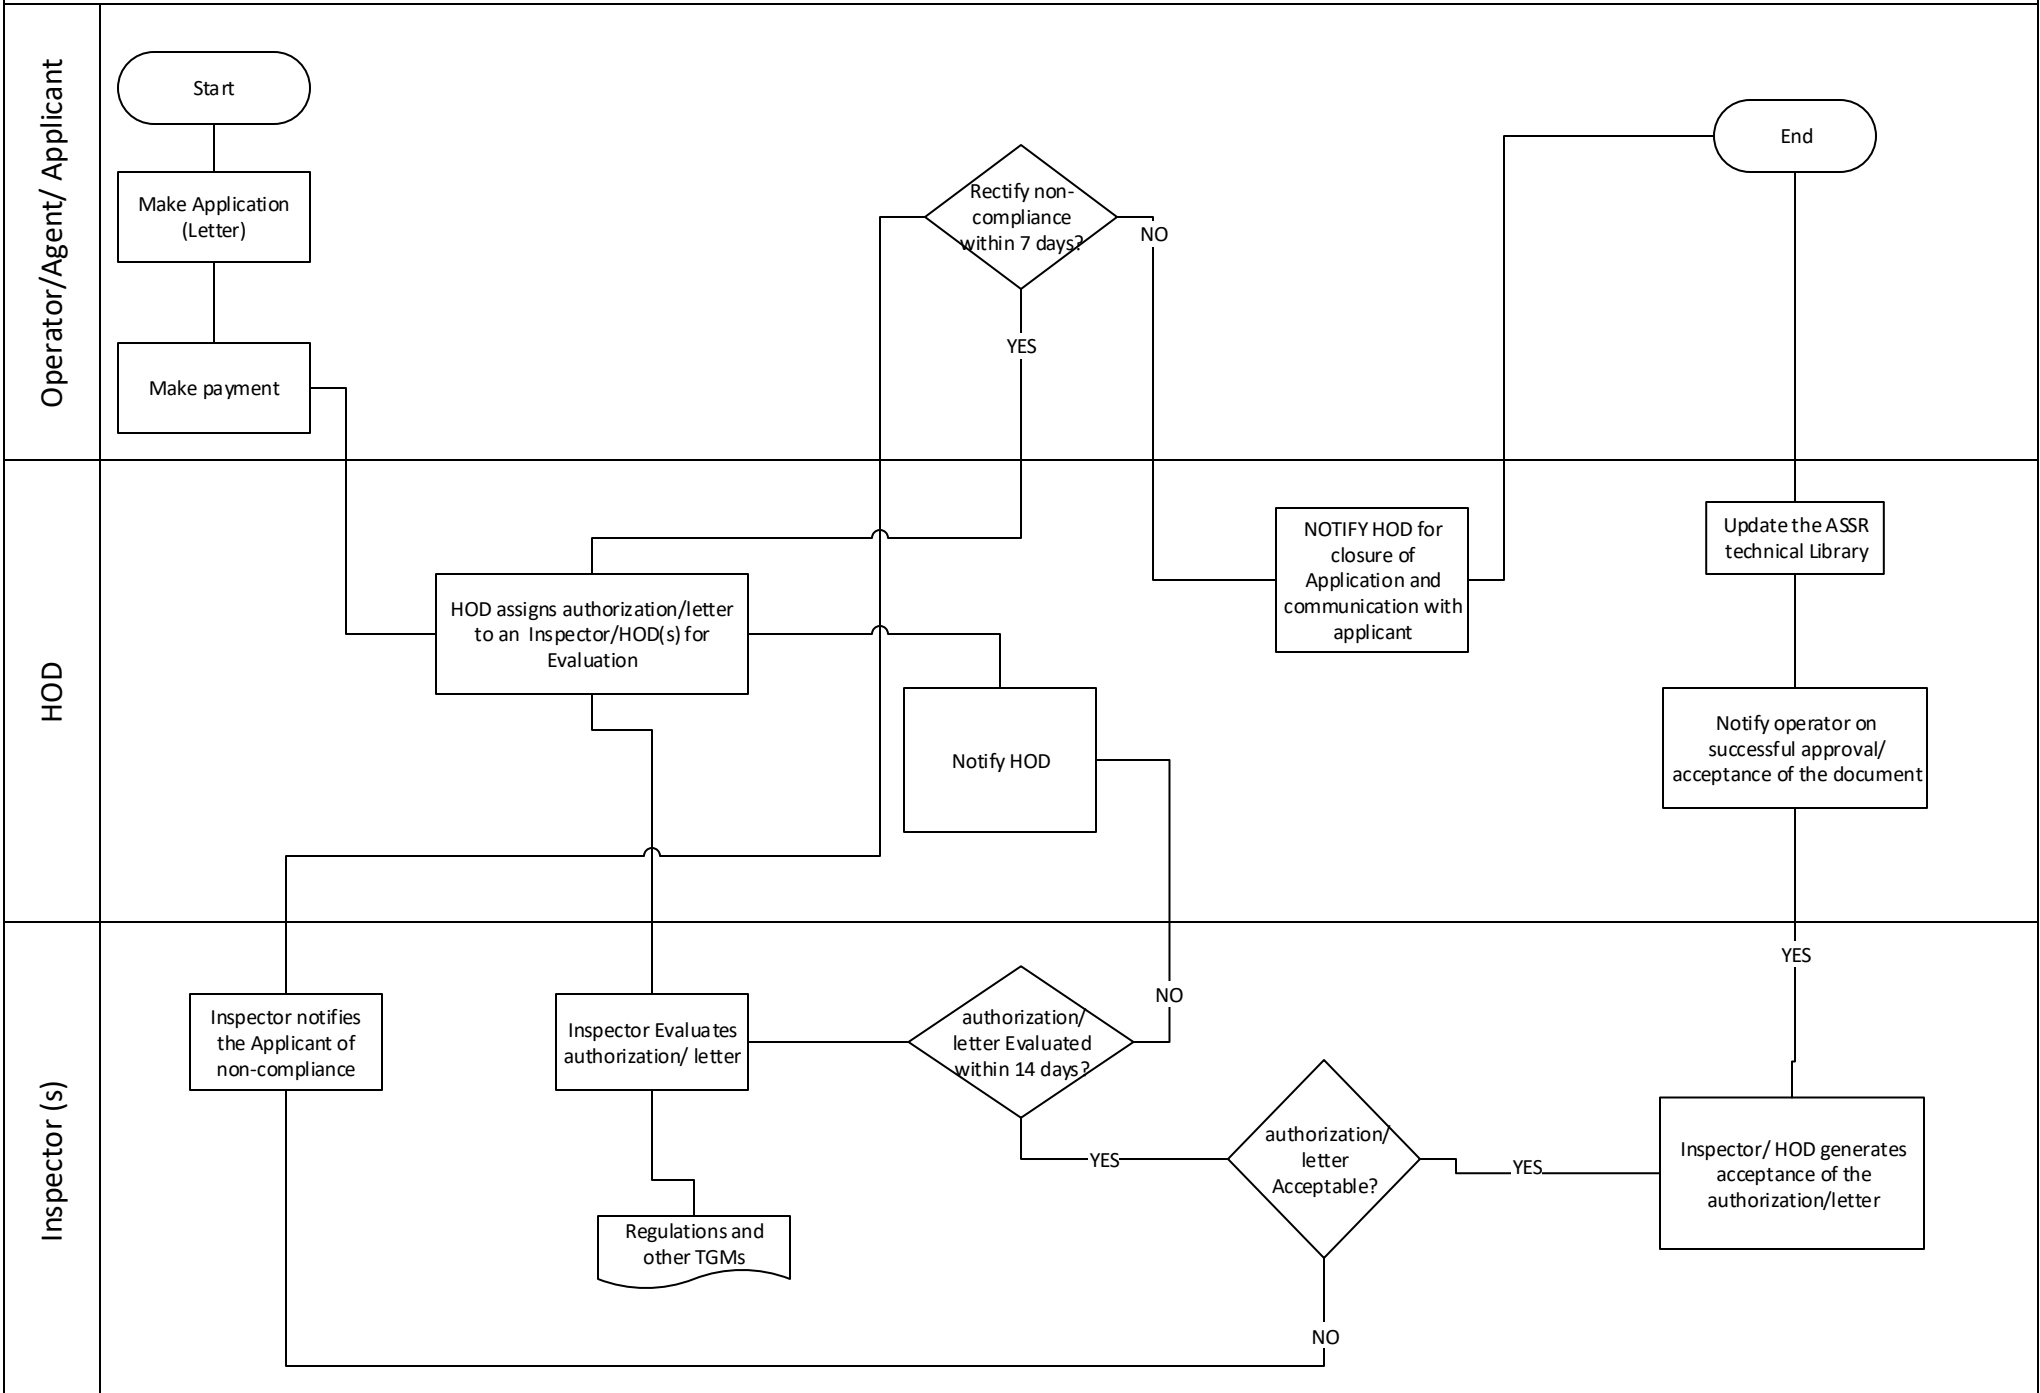 Operator/Agent/ Applicant
Start
Make Application
(Letter)
Make payment
Rectify non-
compliance
within 7 days?
NO
YES
End
HOD
HOD assigns authorization/letter
to an Inspector/HOD(s) for
Evaluation
Notify HOD
NOTIFY HOD for
closure of
Application and
communication with
applicant
Update the ASSR
technical Library
Notify operator on
successful approval/
acceptance of the document
Inspector (s)
Inspector notifies
the Applicant of
non-compliance
Inspector Evaluates
authorization/ letter
Regulations and
other TGMs
authorization/
letter Evaluated
within 14 days?
NO
YES
authorization/
letter
Acceptable?
YES
NO
YES
Inspector/ HOD generates
acceptance of the
authorization/letter